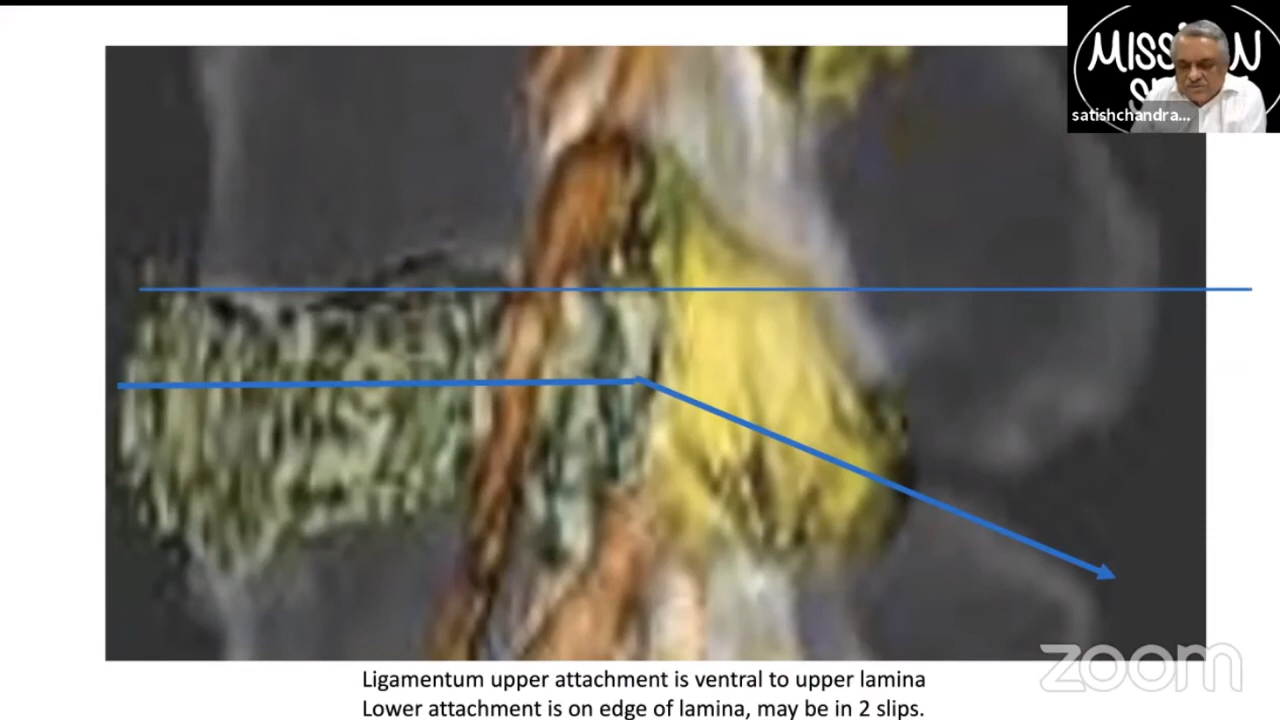 MISSION
satishchandra...
zoom
Ligamentum upper attachment is ventral to upper lamina
Lower attachment is on edge of lamina, may be in 2 slips.